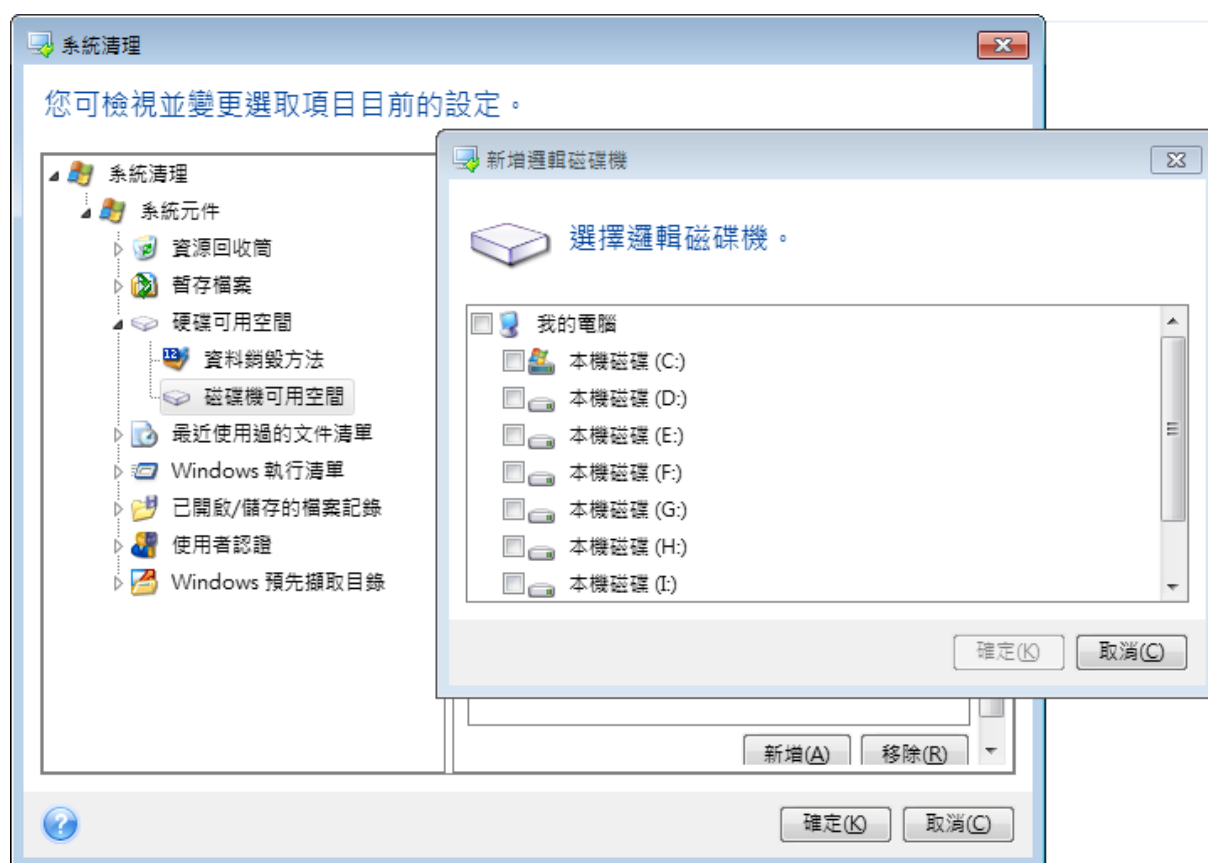 系統清理
您可檢視並變更選取項目目前的設定。
系統清理
系統元件
資源回收筒
暫存檔案
硬碟可用空間
資料銷毀方法
磁碟機可用空間
最近使用過的文件清單
Windows 執行清單
已開啟/儲存的檔案記錄
使用者認證
Windows 預先擷取目錄
新增邏輯磁碟機
選擇邏輯磁碟機。
我的電腦
本機磁碟 (C:)
本機磁碟 (D:)
本機磁碟 (E:)
本機磁碟 (F:)
本機磁碟 (G:)
本機磁碟 (H:)
本機磁碟 (I:)
確定(K)
取消(C)
新增(A)
移除(R)
確定(K)
取消(C)